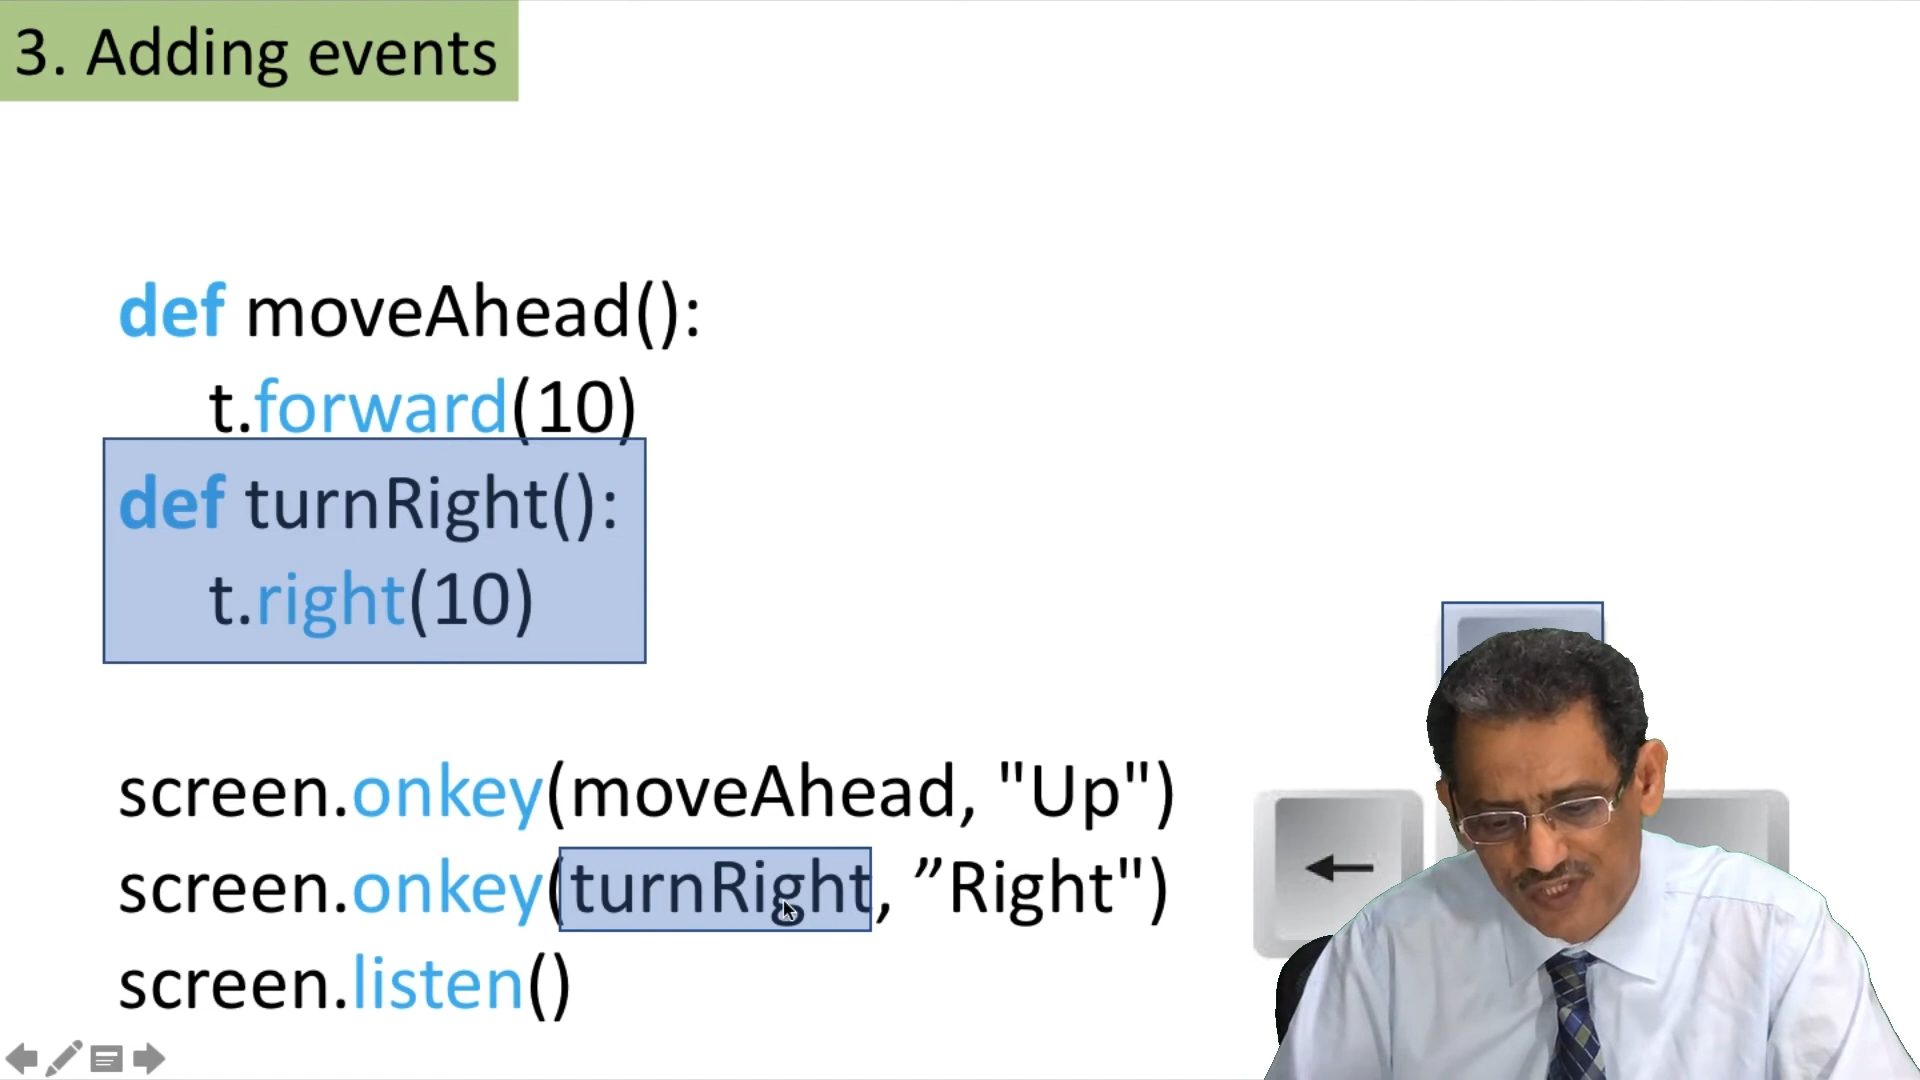 3. Adding events
def moveAhead():
t.forward(10)
def turnRight():
t.right(10)
screen.onkey(moveAhead, "Up")
screen.onkey(turnRight, ”Right")
screen.listen()